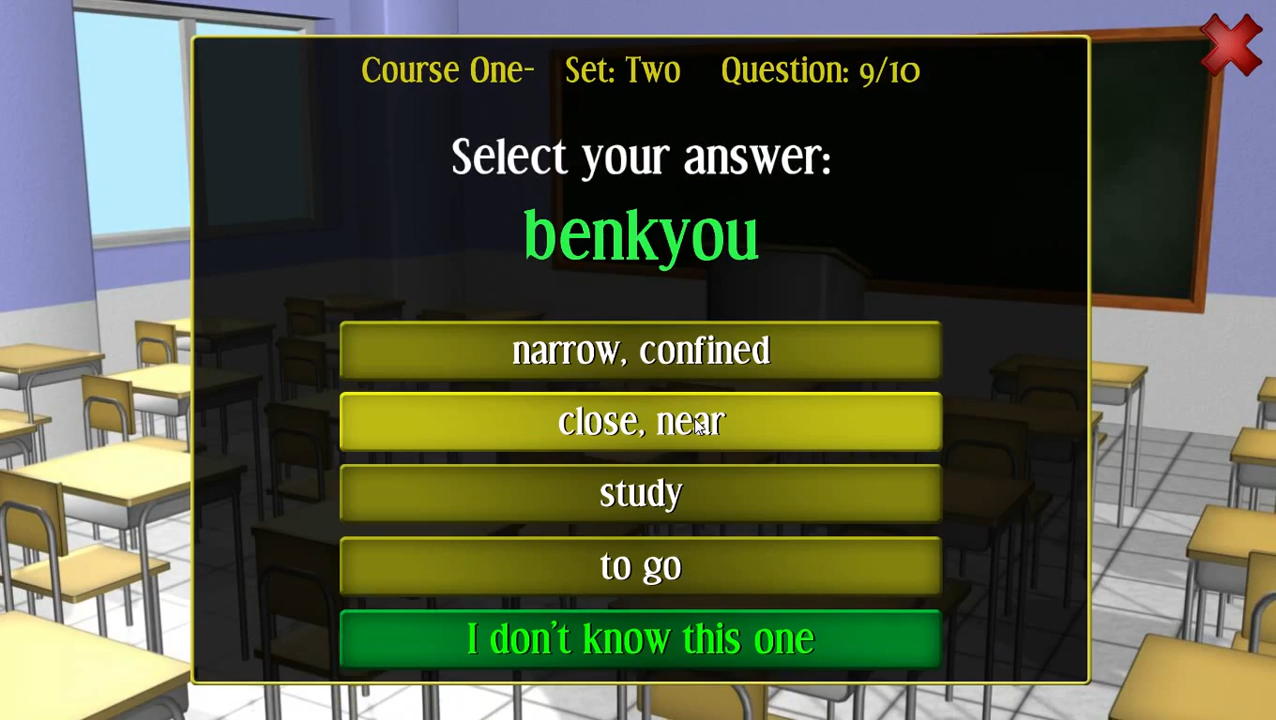 Course One- Set: Two Question: 9/10
Select your answer:
benkyou
narrow, confined
close, near
study
to go
I don't know this one